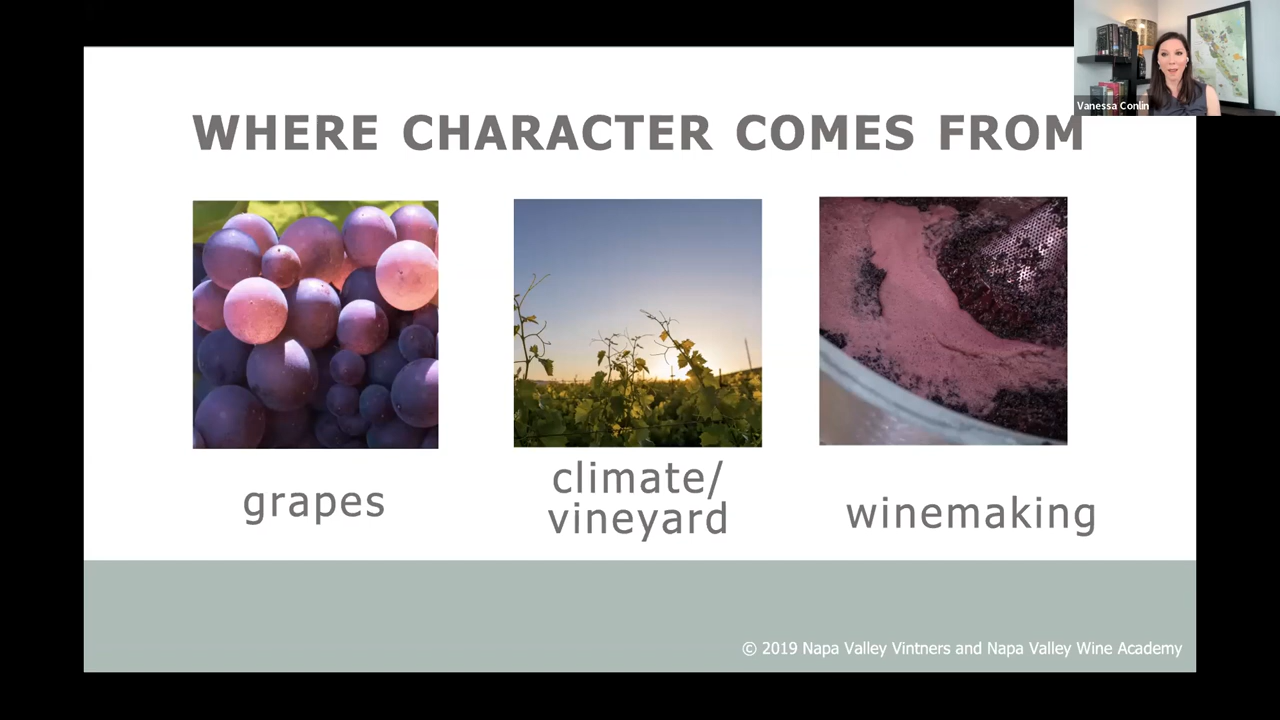 Vanessa Conlin
WHERE CHARACTER COMES FROM
grapes
climate/
vineyard
winemaking
© 2019 Napa Valley Vintners and Napa Valley Wine Academy